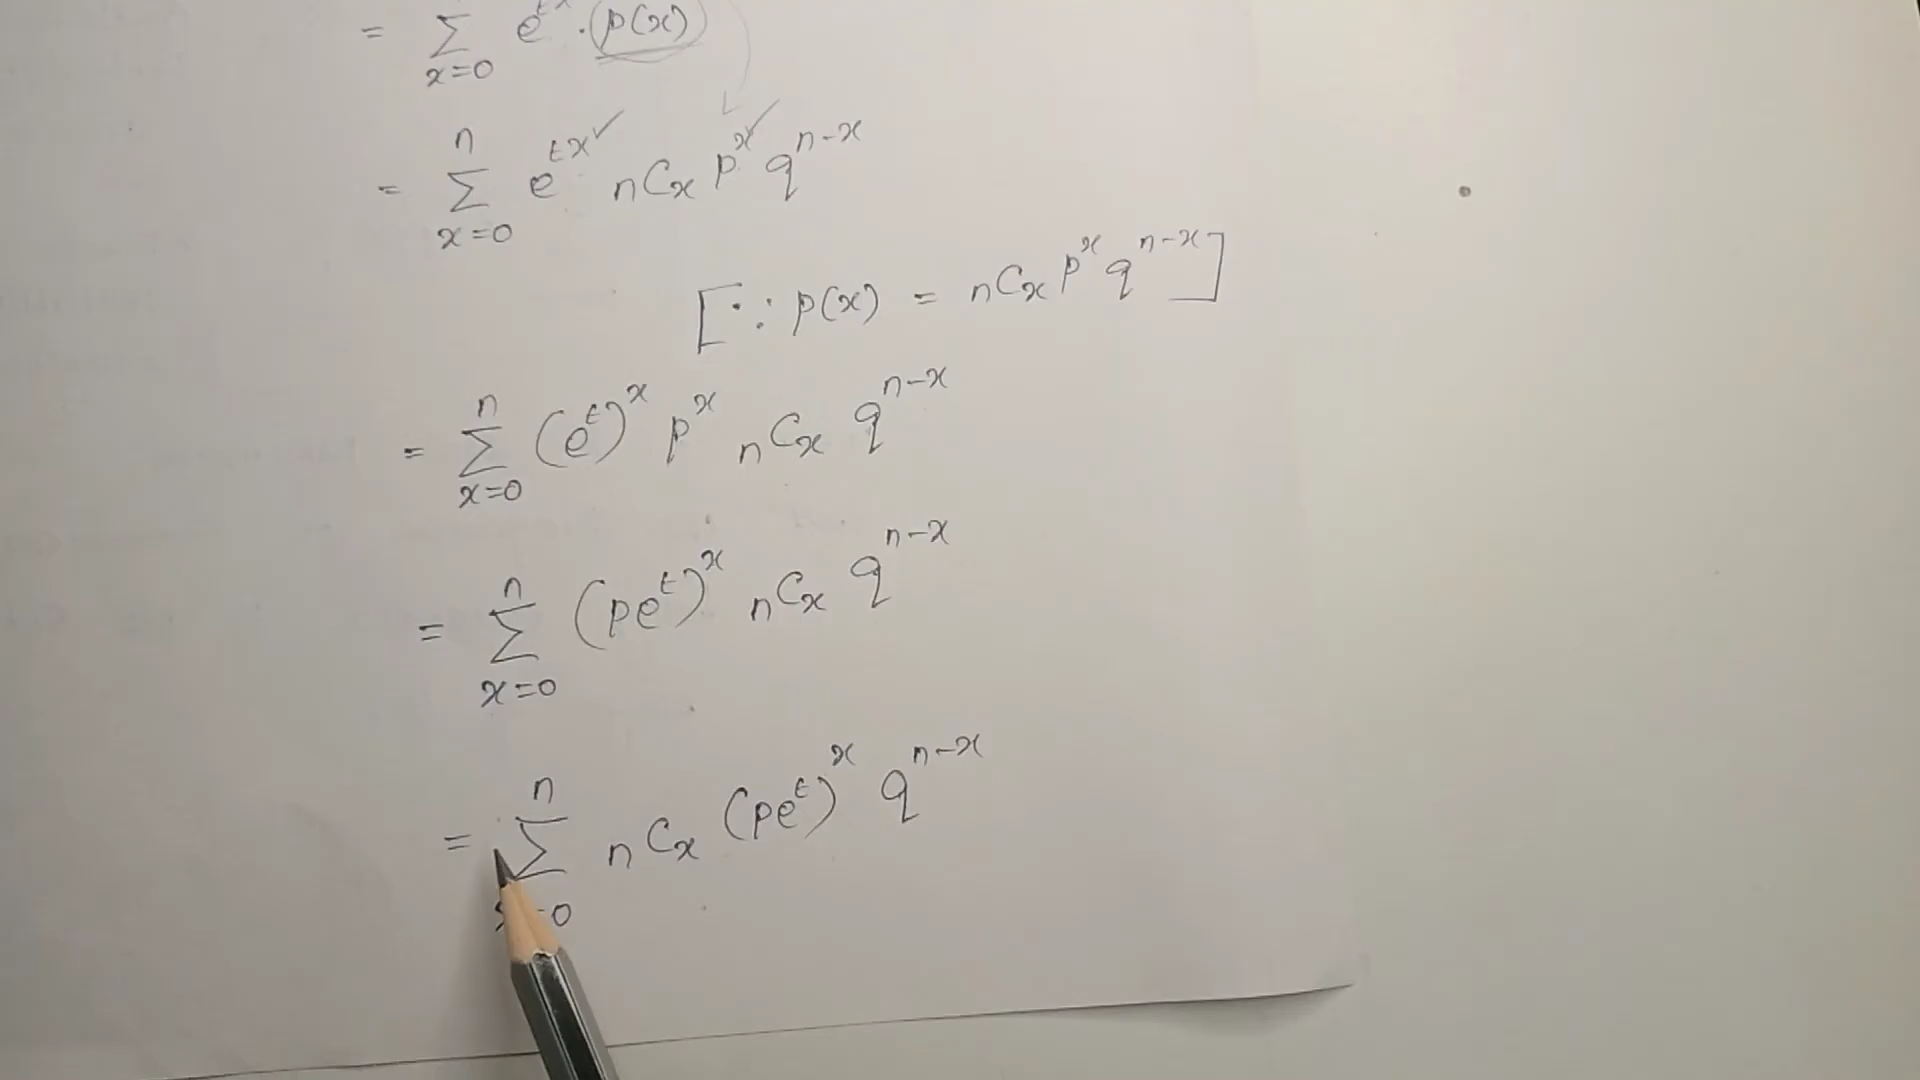 = Σ_{x=0} e^{tx} · (p(x))
= Σ_{x=0}^{n} e^{tx} ✓ nCx p^{x} ✓ q^{n-x}
[∵ p(x) = nCx p^{x} q^{n-x}]
= Σ_{x=0}^{n} (e^{t})^{x} p^{x} nCx q^{n-x}
= Σ_{x=0}^{n} (pe^{t})^{x} nCx q^{n-x}
= Σ_{x=0}^{n} nCx (pe^{t})^{x} q^{n-x}